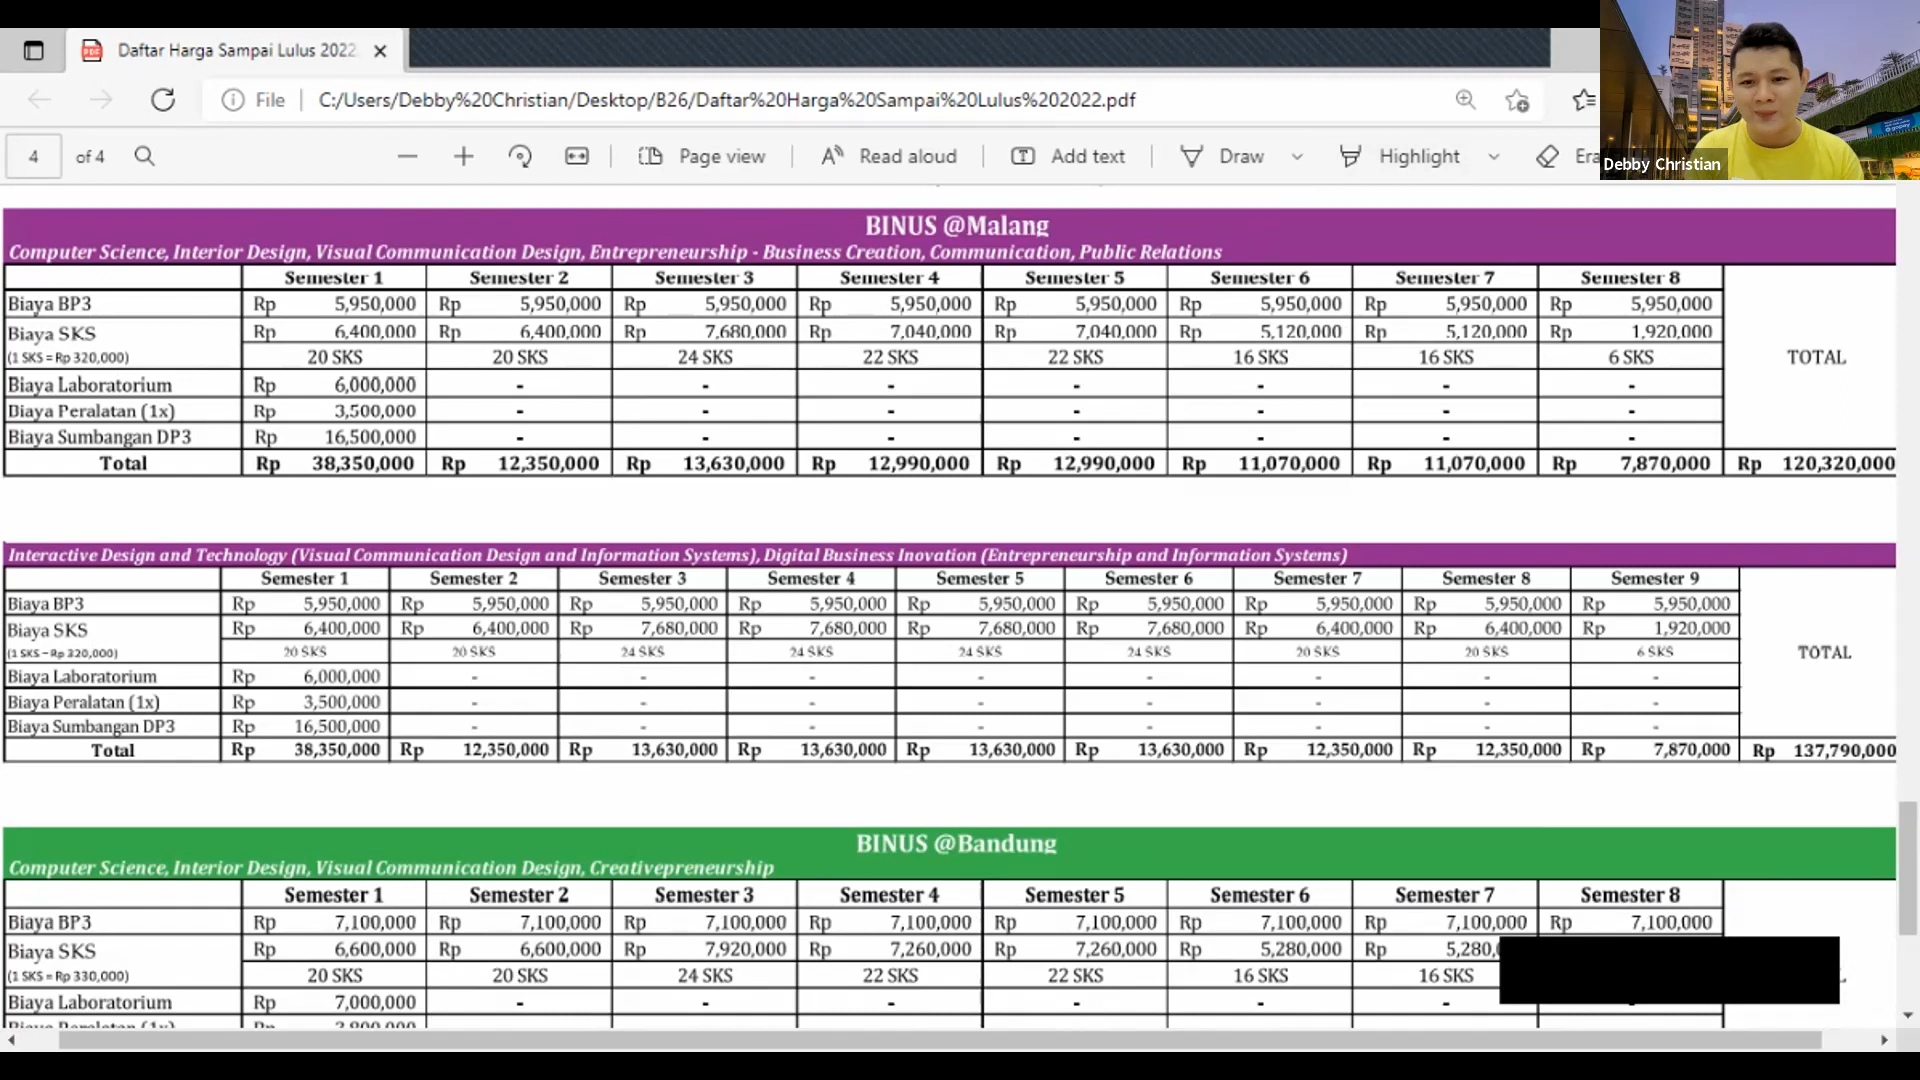 Daftar Harga Sampai Lulus 2022
File C:/Users/Debby%20Christian/Desktop/B26/Daftar%20Harga%20Sampai%20Lulus%202022.pdf
4 of 4 Page view Read aloud Add text Draw Highlight Era
Debby Christian
BINUS @Malang
Computer Science, Interior Design, Visual Communication Design, Entrepreneurship - Business Creation, Communication, Public Relations
Semester 1 Semester 2 Semester 3 Semester 4 Semester 5 Semester 6 Semester 7 Semester 8
Biaya BP3 Rp 5,950,000 Rp 5,950,000 Rp 5,950,000 Rp 5,950,000 Rp 5,950,000 Rp 5,950,000 Rp 5,950,000 Rp 5,950,000
Biaya SKS Rp 6,400,000 Rp 6,400,000 Rp 7,680,000 Rp 7,040,000 Rp 7,040,000 Rp 5,120,000 Rp 5,120,000 Rp 1,920,000
(1 SKS = Rp 320,000) 20 SKS 20 SKS 24 SKS 22 SKS 22 SKS 16 SKS 16 SKS 6 SKS TOTAL
Biaya Laboratorium Rp 6,000,000 - - - - - - -
Biaya Peralatan (1x) Rp 3,500,000 - - - - - - -
Biaya Sumbangan DP3 Rp 16,500,000 - - - - - - -
Total Rp 38,350,000 Rp 12,350,000 Rp 13,630,000 Rp 12,990,000 Rp 12,990,000 Rp 11,070,000 Rp 11,070,000 Rp 7,870,000 Rp 120,320,000
Interactive Design and Technology (Visual Communication Design and Information Systems), Digital Business Inovation (Entrepreneurship and Information Systems)
Semester 1 Semester 2 Semester 3 Semester 4 Semester 5 Semester 6 Semester 7 Semester 8 Semester 9
Biaya BP3 Rp 5,950,000 Rp 5,950,000 Rp 5,950,000 Rp 5,950,000 Rp 5,950,000 Rp 5,950,000 Rp 5,950,000 Rp 5,950,000 Rp 5,950,000
Biaya SKS Rp 6,400,000 Rp 6,400,000 Rp 7,680,000 Rp 7,680,000 Rp 7,680,000 Rp 7,680,000 Rp 6,400,000 Rp 6,400,000 Rp 1,920,000
(1 SKS = Rp 320,000) 20 SKS 20 SKS 24 SKS 24 SKS 24 SKS 24 SKS 20 SKS 20 SKS 6 SKS TOTAL
Biaya Laboratorium Rp 6,000,000 - - - - - - - -
Biaya Peralatan (1x) Rp 3,500,000 - - - - - - - -
Biaya Sumbangan DP3 Rp 16,500,000 - - - - - - - -
Total Rp 38,350,000 Rp 12,350,000 Rp 13,630,000 Rp 13,630,000 Rp 13,630,000 Rp 13,630,000 Rp 12,350,000 Rp 12,350,000 Rp 7,870,000 Rp 137,790,000
BINUS @Bandung
Computer Science, Interior Design, Visual Communication Design, Creativepreneurship
Semester 1 Semester 2 Semester 3 Semester 4 Semester 5 Semester 6 Semester 7 Semester 8
Biaya BP3 Rp 7,100,000 Rp 7,100,000 Rp 7,100,000 Rp 7,100,000 Rp 7,100,000 Rp 7,100,000 Rp 7,100,000 Rp 7,100,000
Biaya SKS Rp 6,600,000 Rp 6,600,000 Rp 7,920,000 Rp 7,260,000 Rp 7,260,000 Rp 5,280,000 Rp 5,280,0
(1 SKS = Rp 330,000) 20 SKS 20 SKS 24 SKS 22 SKS 22 SKS 16 SKS 16 SKS
Biaya Laboratorium Rp 7,000,000 - - - - - - -